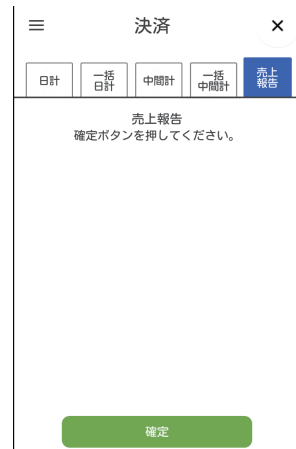 決済
日計
一括
日計
中間計
一括
中間計
売上
報告
売上報告
確定ボタンを押してください。
確定